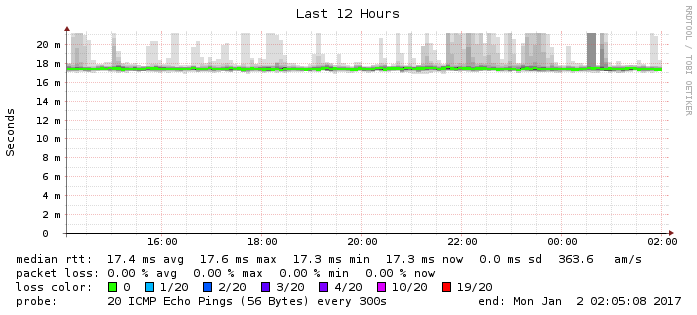 Last 12 Hours
RRDTOOL / TOBI OETIKER
Seconds
20 m
18 m
16 m
14 m
12 m
10 m
8 m
6 m
4 m
2 m
0
16:00 18:00 20:00 22:00 00:00 02:00
median rtt: 17.4 ms avg 17.6 ms max 17.3 ms min 17.3 ms now 0.0 ms sd 363.6 am/s
packet loss: 0.00 % avg 0.00 % max 0.00 % min 0.00 % now
loss color: 0 1/20 2/20 3/20 4/20 10/20 19/20
probe: 20 ICMP Echo Pings (56 Bytes) every 300s end: Mon Jan 2 02:05:08 2017